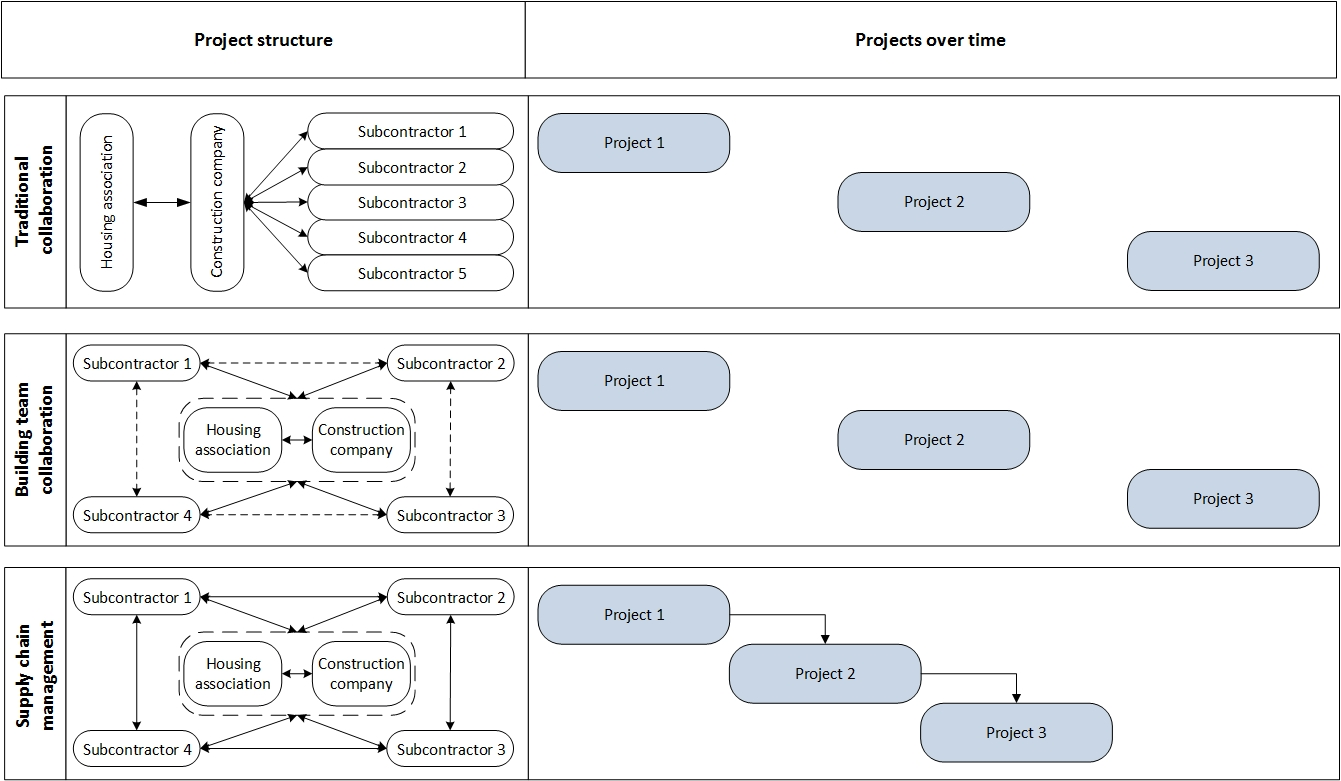 Project structure
Projects over time
Traditional
collaboration
Housing association
Construction company
Subcontractor 1
Subcontractor 2
Subcontractor 3
Subcontractor 4
Subcontractor 5
Project 1
Project 2
Project 3
Building team
collaboration
Subcontractor 1
Subcontractor 2
Housing
association
Construction
company
Subcontractor 4
Subcontractor 3
Project 1
Project 2
Project 3
Supply chain
management
Subcontractor 1
Subcontractor 2
Housing
association
Construction
company
Subcontractor 4
Subcontractor 3
Project 1
Project 2
Project 3